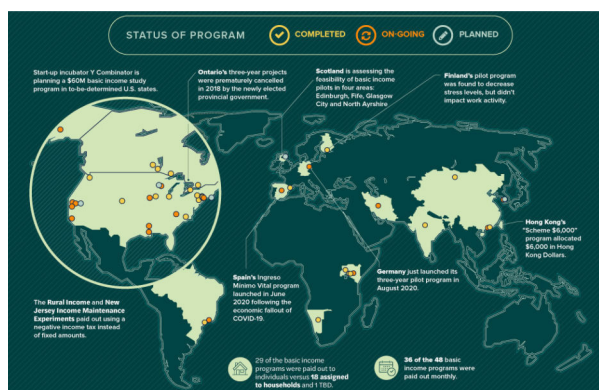 STATUS OF PROGRAM
COMPLETED
ON-GOING
PLANNED
Start-up incubator Y Combinator is
planning a $60M basic income study
program in to-be-determined U.S. states.
Ontario's three-year projects
were prematurely cancelled
in 2018 by the newly elected
provincial government.
Scotland is assessing the
feasibility of basic income
pilots in four areas:
Edinburgh, Fife, Glasgow
City and North Ayrshire
Finland's pilot program
was found to decrease
stress levels, but didn't
impact work activity.
Hong Kong's
"Scheme $6,000"
program allocated
$6,000 in Hong
Kong Dollars.
Spain's Ingreso
Minimo Vital program
launched in June
2020 following the
economic fallout of
COVID-19.
Germany just launched its
three-year pilot program in
August 2020.
The Rural Income and New
Jersey Income Maintenance
Experiments paid out using a
negative income tax instead
of fixed amounts.
29 of the basic income
programs were paid out to
individuals versus 18 assigned
to households and 1 TBD.
36 of the 48 basic
income programs were
paid out monthly.